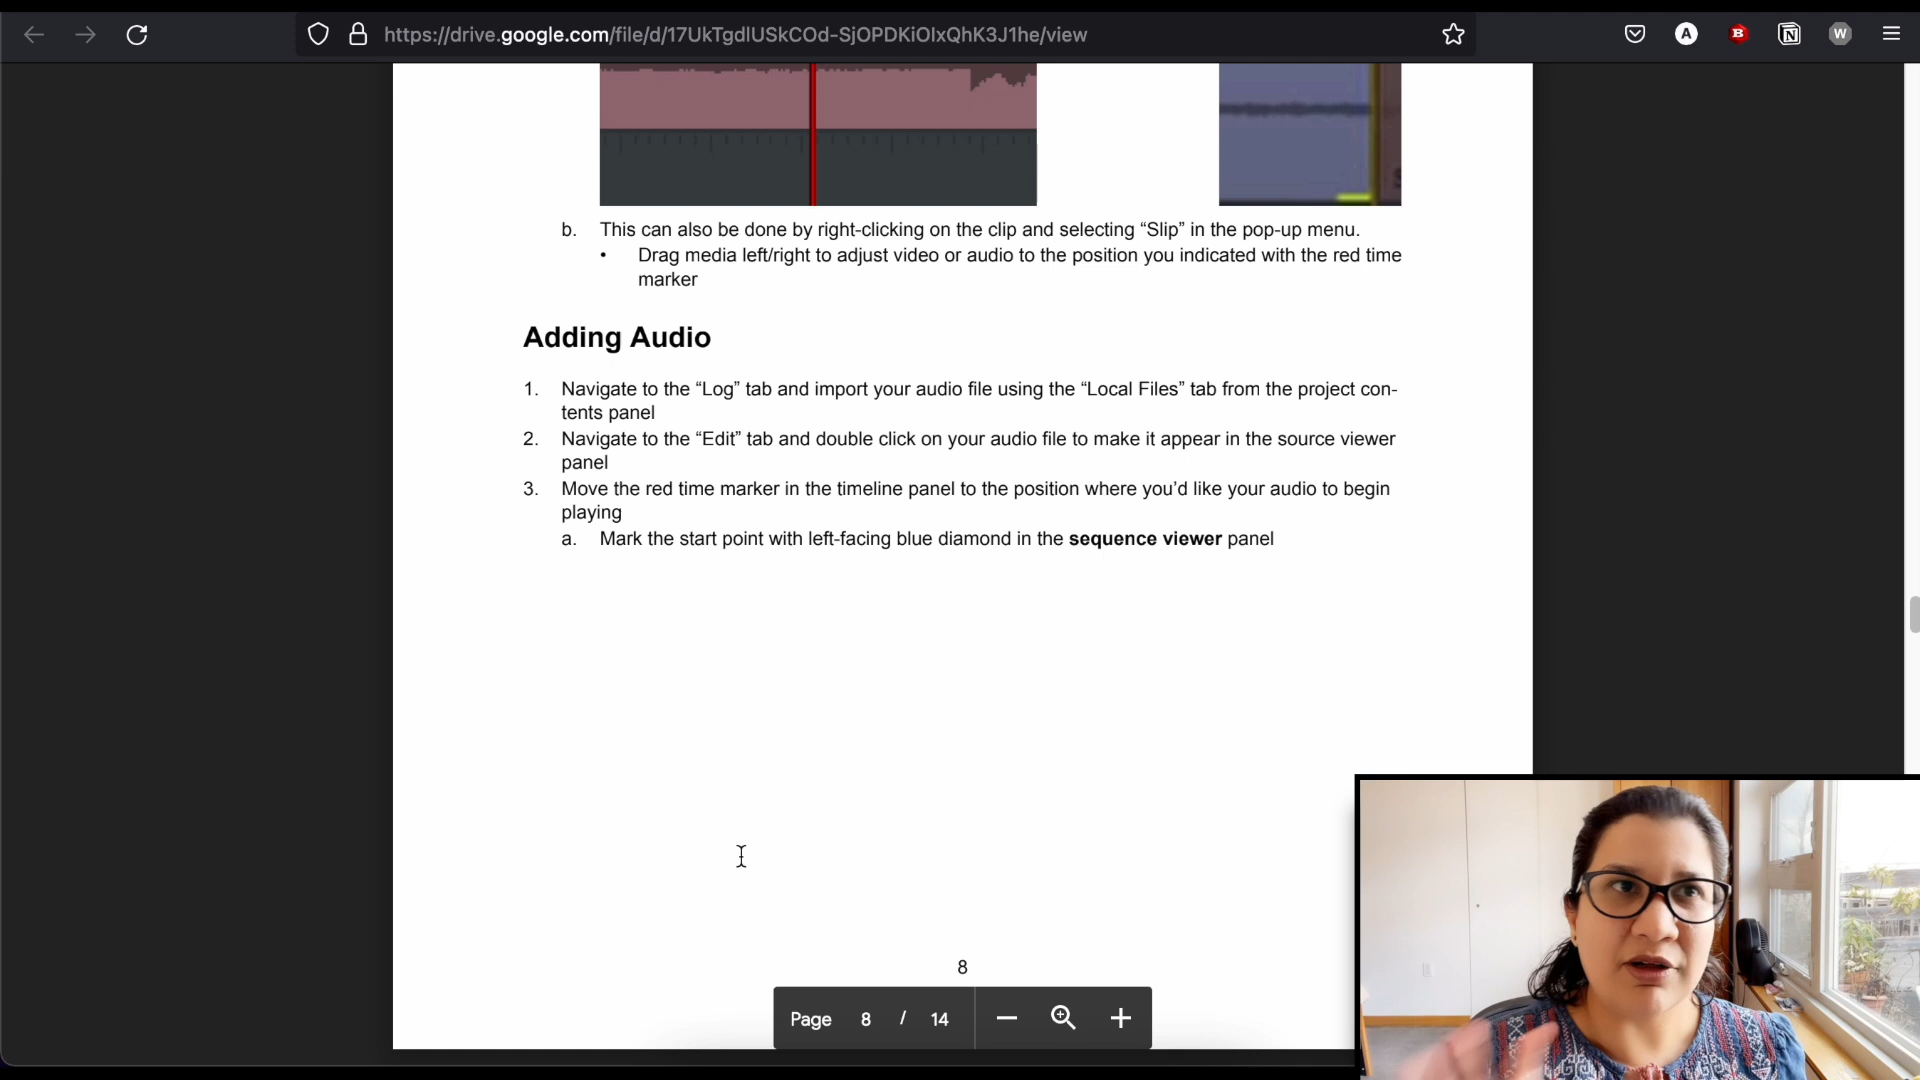 https://drive.google.com/file/d/17UkTgdlUSkCOd-SjOPDKiOIxQhK3J1he/view
A
B
N
W
b. This can also be done by right-clicking on the clip and selecting “Slip” in the pop-up menu.
• Drag media left/right to adjust video or audio to the position you indicated with the red time
marker
Adding Audio
1. Navigate to the “Log” tab and import your audio file using the “Local Files” tab from the project con-
tents panel
2. Navigate to the “Edit” tab and double click on your audio file to make it appear in the source viewer
panel
3. Move the red time marker in the timeline panel to the position where you’d like your audio to begin
playing
a. Mark the start point with left-facing blue diamond in the sequence viewer panel
8
Page 8 / 14